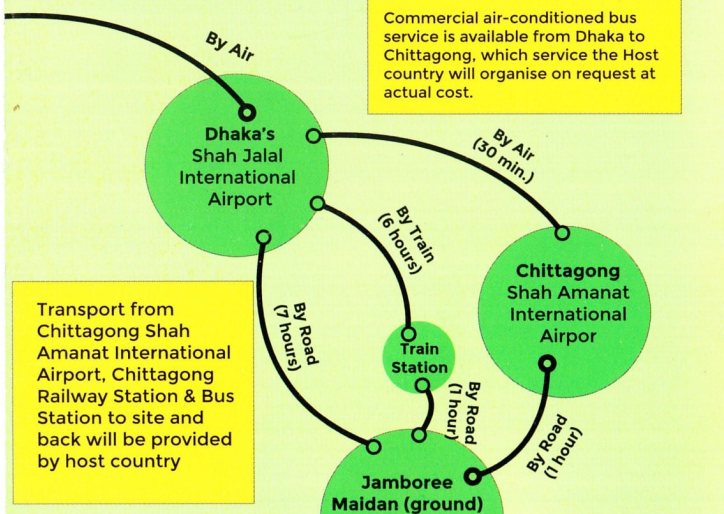 By Air
Commercial air-conditioned bus
service is available from Dhaka to
Chittagong, which service the Host
country will organise on request at
actual cost.
Dhaka's
Shah Jalal
International
Airport
By Air
(30 min.)
By Train
(6 hours)
By Road
(7 hours)
Chittagong
Shah Amanat
International
Airpor
Transport from
Chittagong Shah
Amanat International
Airport, Chittagong
Railway Station & Bus
Station to site and
back will be provided
by host country
Train
Station
By Road
(1 hour)
By Road
(1 hour)
Jamboree
Maidan (ground)